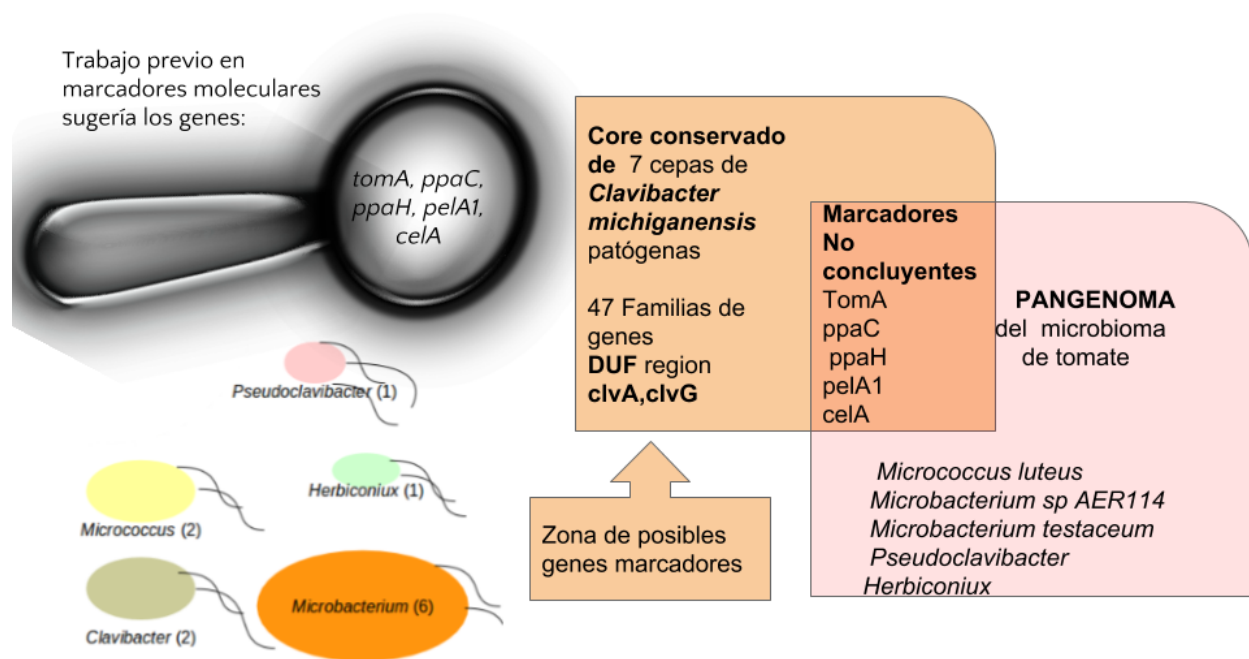 Trabajo previo en
marcadores moleculares
sugería los genes:
tomA, ppaC,
ppaH, pelA1,
celA
Pseudoclavibacter (1)
Micrococcus (2)
Herbiconiux (1)
Clavibacter (2)
Microbacterium (6)
Core conservado
de 7 cepas de
Clavibacter
michiganensis
patógenas
47 Familias de
genes
DUF region
clvA,clvG
Zona de posibles
genes marcadores
Marcadores
No
concluyentes
TomA
ppaC
ppaH
pelA1
celA
PANGENOMA
del microbioma
de tomate
Micrococcus luteus
Microbacterium sp AER114
Microbacterium testaceum
Pseudoclavibacter
Herbiconiux